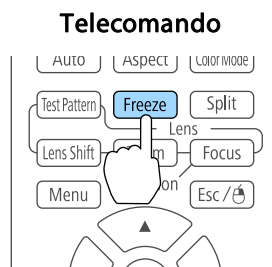 Telecomando
Auto Aspect Color Mode
Test Pattern Freeze Split
Lens
Lens Shift Focus
Menu Esc/